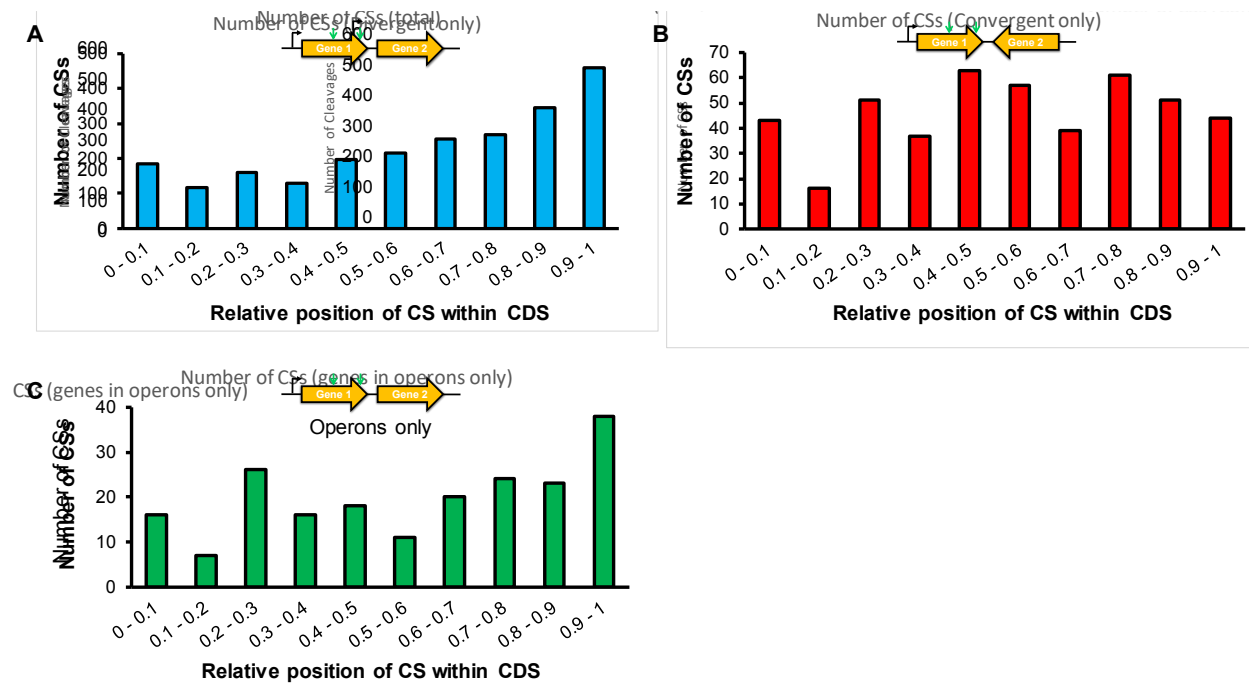 A
Number of CSs (total)
Number of CSs (Divergent only)
Gene 1
Gene 2
Number of CSs
600
500
400
300
200
100
0
Number of Cleavages
600
500
400
300
200
100
0
0 - 0.1
0.1 - 0.2
0.2 - 0.3
0.3 - 0.4
0.4 - 0.5
0.5 - 0.6
0.6 - 0.7
0.7 - 0.8
0.8 - 0.9
0.9 - 1
Relative position of CS within CDS
B
Number of CSs (Convergent only)
Gene 1
Gene 2
Number of CSs
70
60
50
40
30
20
10
0
0 - 0.1
0.1 - 0.2
0.2 - 0.3
0.3 - 0.4
0.4 - 0.5
0.5 - 0.6
0.6 - 0.7
0.7 - 0.8
0.8 - 0.9
0.9 - 1
Relative position of CS within CDS
C
Number of CSs (genes in operons only)
CSs (genes in operons only)
Gene 1
Gene 2
Operons only
Number of CSs
Number of CSs
40
30
20
10
0
0 - 0.1
0.1 - 0.2
0.2 - 0.3
0.3 - 0.4
0.4 - 0.5
0.5 - 0.6
0.6 - 0.7
0.7 - 0.8
0.8 - 0.9
0.9 - 1
Relative position of CS within CDS